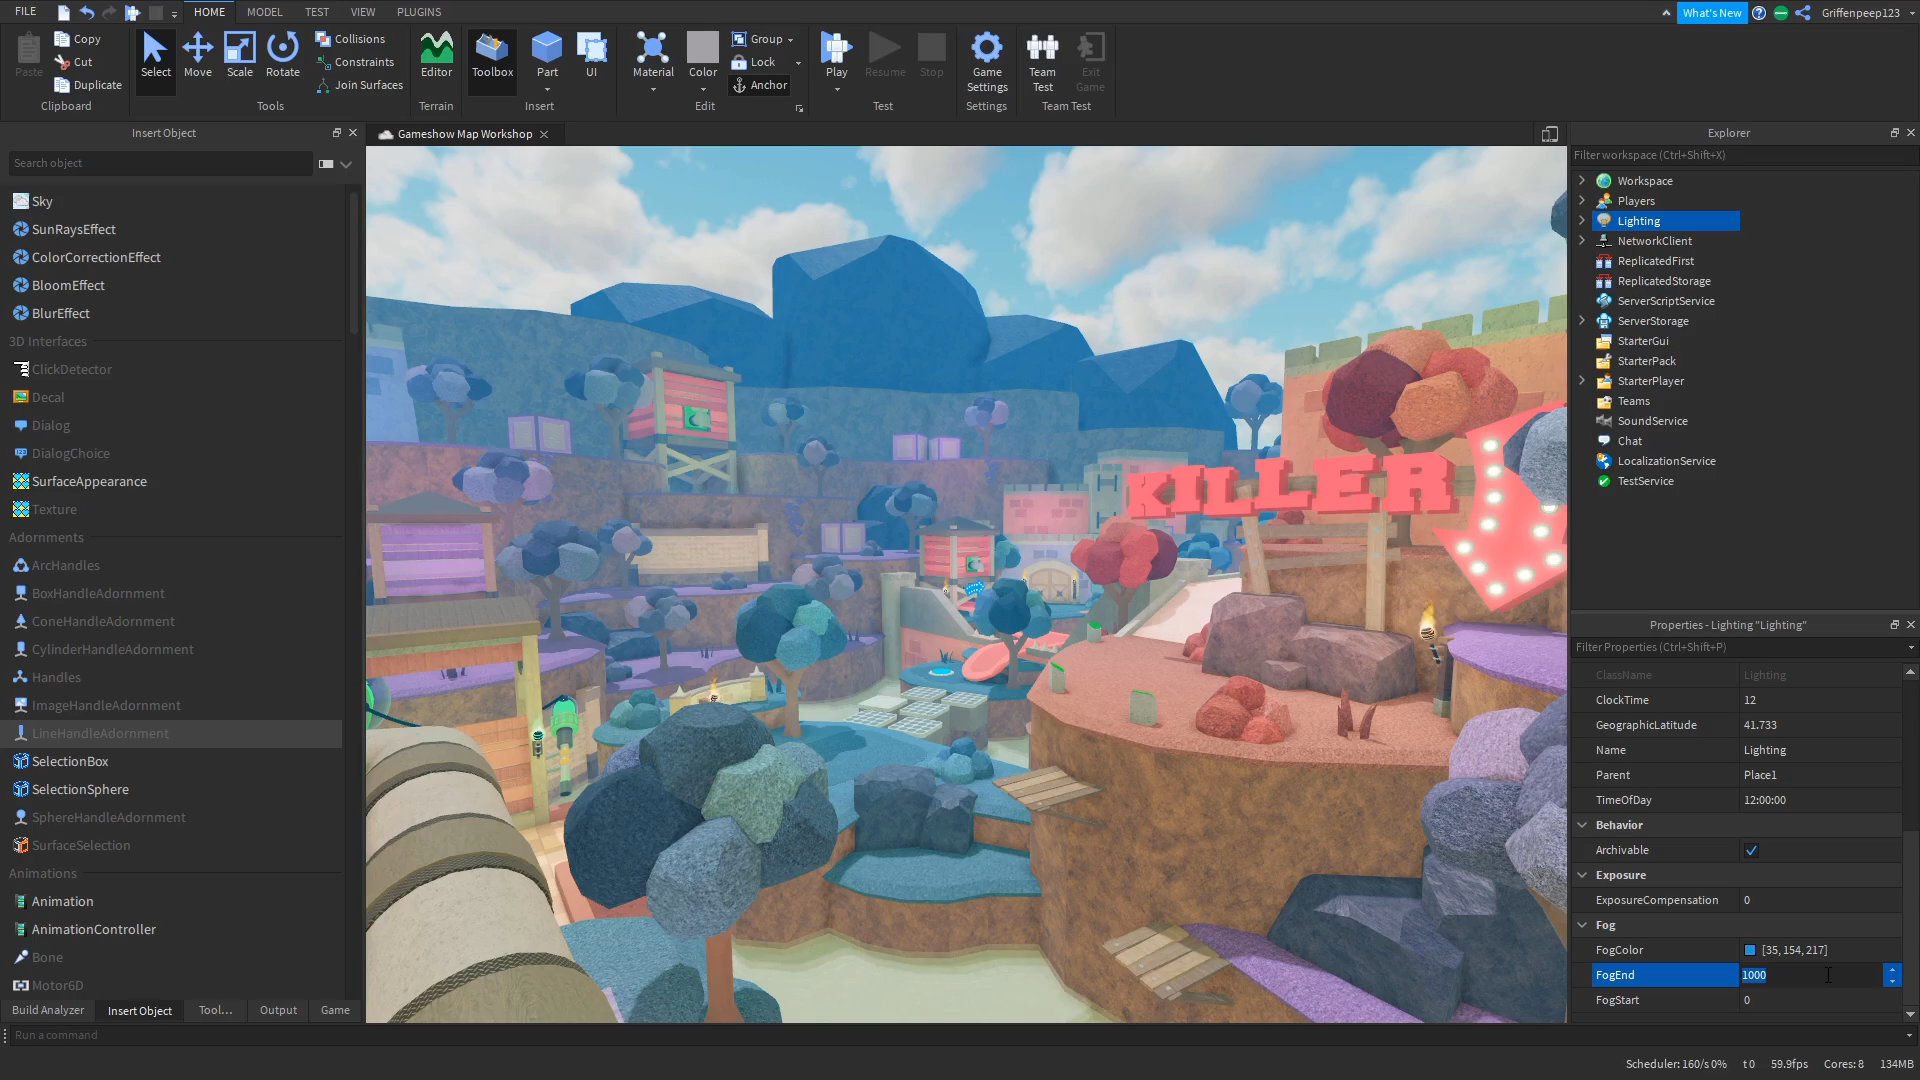 FILE HOME MODEL TEST VIEW PLUGINS What's New Griffenpeep123
Paste Copy Cut Duplicate Clipboard
Select Move Scale Rotate Collisions Constraints Join Surfaces Tools
Editor Terrain
Toolbox Part UI Insert
Material Color Group Lock Anchor Edit
Play Resume Stop Test
Game Settings Settings
Team Test Exit Game Team Test
Insert Object
Search object
Sky
SunRaysEffect
ColorCorrectionEffect
BloomEffect
BlurEffect
3D Interfaces
ClickDetector
Decal
Dialog
DialogChoice
SurfaceAppearance
Texture
Adornments
ArcHandles
BoxHandleAdornment
ConeHandleAdornment
CylinderHandleAdornment
Handles
ImageHandleAdornment
LineHandleAdornment
SelectionBox
SelectionSphere
SphereHandleAdornment
SurfaceSelection
Animations
Animation
AnimationController
Bone
Motor6D
Build Analyzer Insert Object Tool... Output Game
Gameshow Map Workshop
KILLER
Explorer
Filter workspace (Ctrl+Shift+X)
Workspace
Players
Lighting
NetworkClient
ReplicatedFirst
ReplicatedStorage
ServerScriptService
ServerStorage
StarterGui
StarterPack
StarterPlayer
Teams
SoundService
Chat
LocalizationService
TestService
Properties - Lighting "Lighting"
Filter Properties (Ctrl+Shift+P)
ClassName Lighting
ClockTime 12
GeographicLatitude 41.733
Name Lighting
Parent Place1
TimeOfDay 12:00:00
Behavior
Archivable
Exposure
ExposureCompensation 0
Fog
FogColor [35, 154, 217]
FogEnd 1000
FogStart 0
Run a command
Scheduler: 160/s 0% t 0 59.9fps Cores: 8 134MB